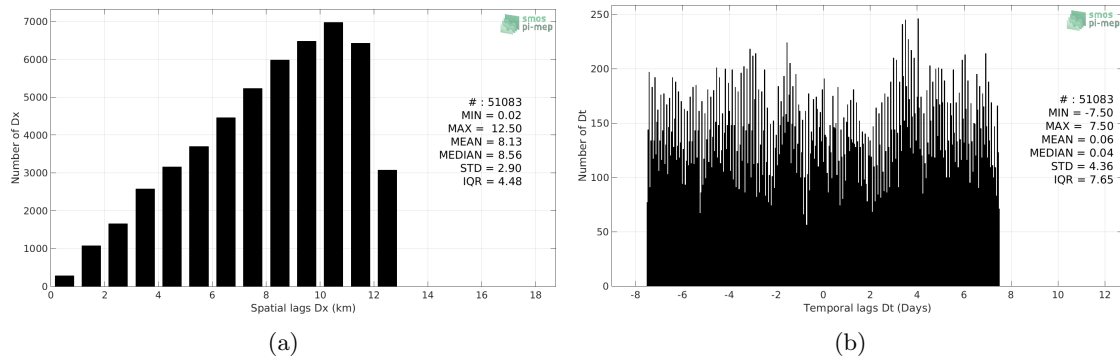 7000
6000
5000
4000
3000
2000
1000
0
Number of Dx
0 2 4 6 8 10 12 14 16 18
Spatial lags Dx (km)
smos
pi-mep
# : 51083
MIN = 0.02
MAX = 12.50
MEAN = 8.13
MEDIAN = 8.56
STD = 2.90
IQR = 4.48
(a)
250
200
150
100
50
0
Number of Dt
-8 -6 -4 -2 0 2 4 6 8 10 12
Temporal lags Dt (Days)
smos
pi-mep
# : 51083
MIN = -7.50
MAX = 7.50
MEAN = 0.06
MEDIAN = 0.04
STD = 4.36
IQR = 7.65
(b)